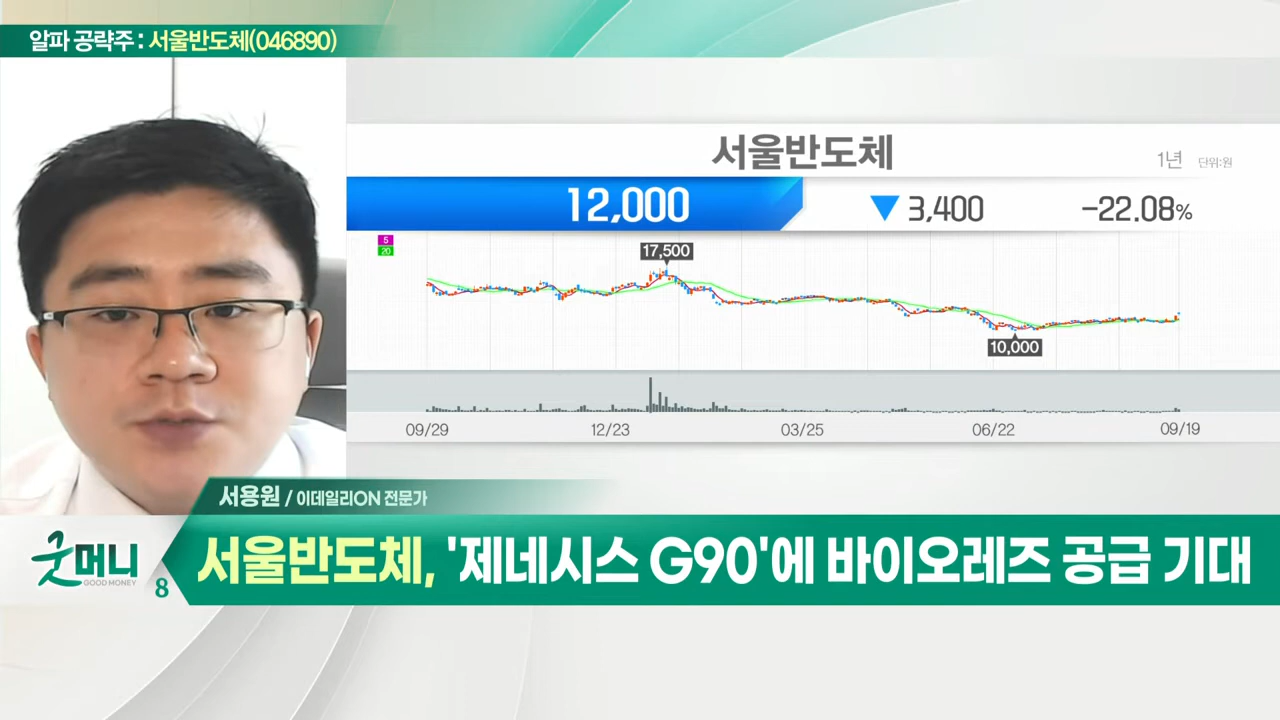 알파 공략주 : 서울반도체(046890)
서울반도체
1년 단위:원
12,000 ▼ 3,400 -22.08%
5
20
17,500
10,000
09/29 12/23 03/25 06/22 09/19
서용원 / 이데일리ON 전문가
굿머니
GOOD MONEY
8
서울반도체, '제네시스 G90'에 바이오레즈 공급 기대